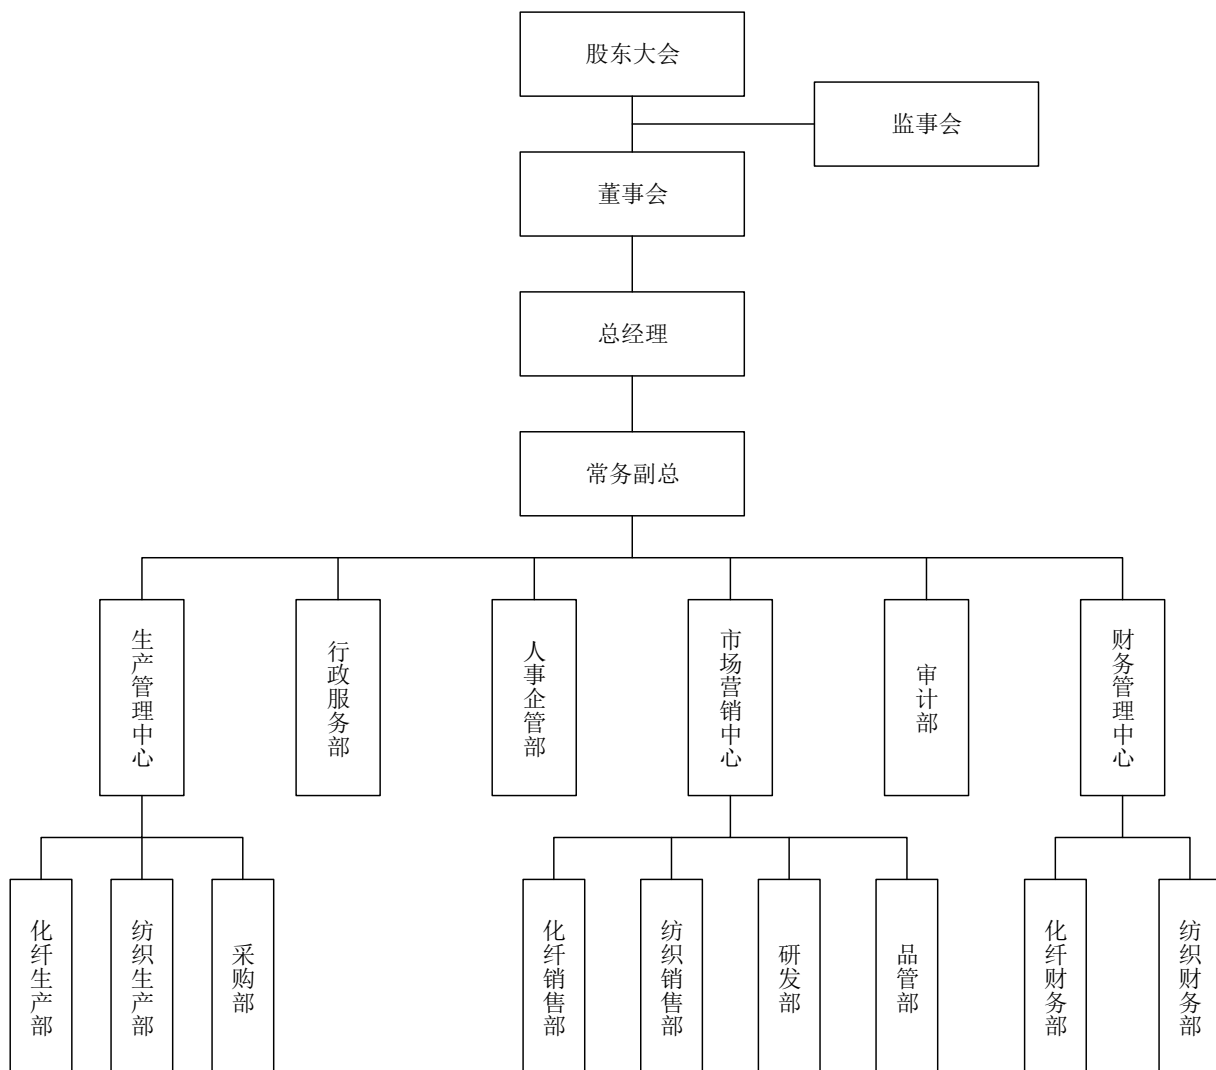 股东大会
监事会
董事会
总经理
常务副总
生产管理中心
行政服务部
人事企管部
市场营销中心
审计部
财务管理中心
化纤生产部
纺织生产部
采购部
化纤销售部
纺织销售部
研发部
品管部
化纤财务部
纺织财务部